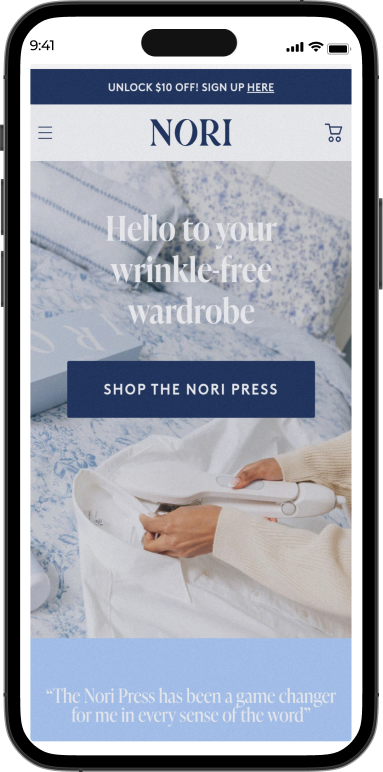 9:41
UNLOCK $10 OFF! SIGN UP HERE
NORI
Hello to your
wrinkle-free
wardrobe
SHOP THE NORI PRESS
“The Nori Press has been a game changer
for me in every sense of the word”